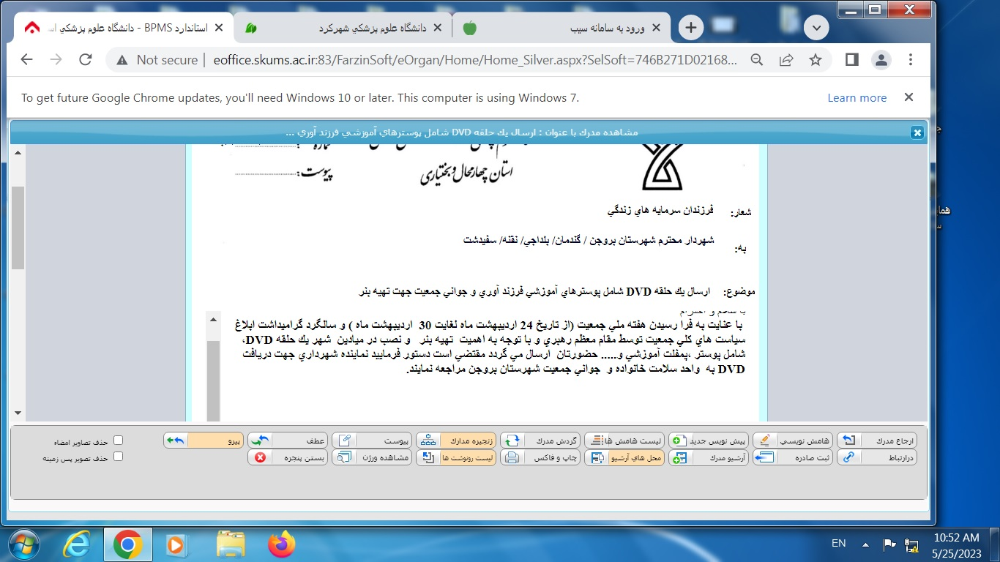 استاندارد BPMS - دانشگاه علوم پزشكي
دانشگاه علوم پزشكي شهركرد
ورود به سامانه سیب
Not secure
eoffice.skums.ac.ir:83/FarzinSoft/eOrgan/Home/Home_Silver.aspx?SelSoft=746B271D02168...
To get future Google Chrome updates, you'll need Windows 10 or later. This computer is using Windows 7.
Learn more
مشاهده مدرك با عنوان : ارسال يك حلقه DVD شامل پوسترهاي آموزشي فرزند آوري ...
استان چهارمحال و بختیاری
پیوست:
شعار: فرزندان سرمايه هاي زندگي
به: شهردار محترم شهرستان بروجن / گندمان/ بلداجي/ نقنه/ سفيددشت
موضوع: ارسال يك حلقه DVD شامل پوسترهاي آموزشي فرزند آوري و جواني جمعيت جهت تهيه بنر
با سلام و احترام
با عنايت به فرا رسيدن هفته ملي جمعيت (از تاريخ 24 ارديبهشت ماه لغايت 30 ارديبهشت ماه ) و سالگرد گراميداشت ابلاغ
سياست هاي كلي جمعيت توسط مقام معظم رهبري و با توجه به اهميت تهيه بنر و نصب در ميادين شهر يك حلقه DVD،
شامل پوستر ،پمفلت آموزشي و..... حضورتان ارسال مي گردد مقتضي است دستور فرماييد نماينده شهرداري جهت دريافت
DVD به واحد سلامت خانواده و جواني جمعيت شهرستان بروجن مراجعه نمايند.
ارجاع مدرك هامش نويسي پيش نويس جديد ليست هامش ها گردش مدرك زنجيره مدارك پيوست عطف پيرو حذف تصاوير امضاء
درارتباط ثبت صادره آرشيو مدرك محل هاي آرشيو چاپ و فاكس ليست رونوشت ها مشاهده ورژن بستن پنجره حذف تصوير پس زمينه
EN
10:52 AM
5/25/2023